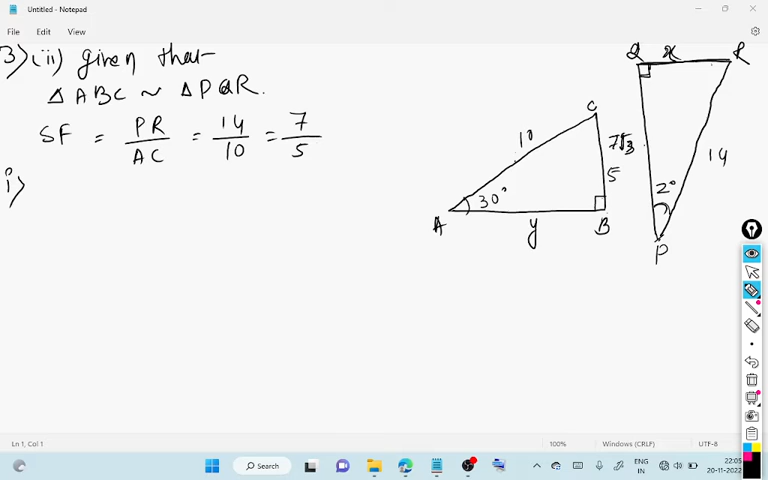 Untitled - Notepad
File Edit View
3)(ii) given that
△ABC ~ △PQR.
SF = PR/AC = 14/10 = 7/5
i)
Q x R
C
10
7√3
14
5
30°
z°
A y B
P
Ln 1, Col 1 100% Windows (CRLF) UTF-8
Search
ENG
IN
22:05
20-11-2022